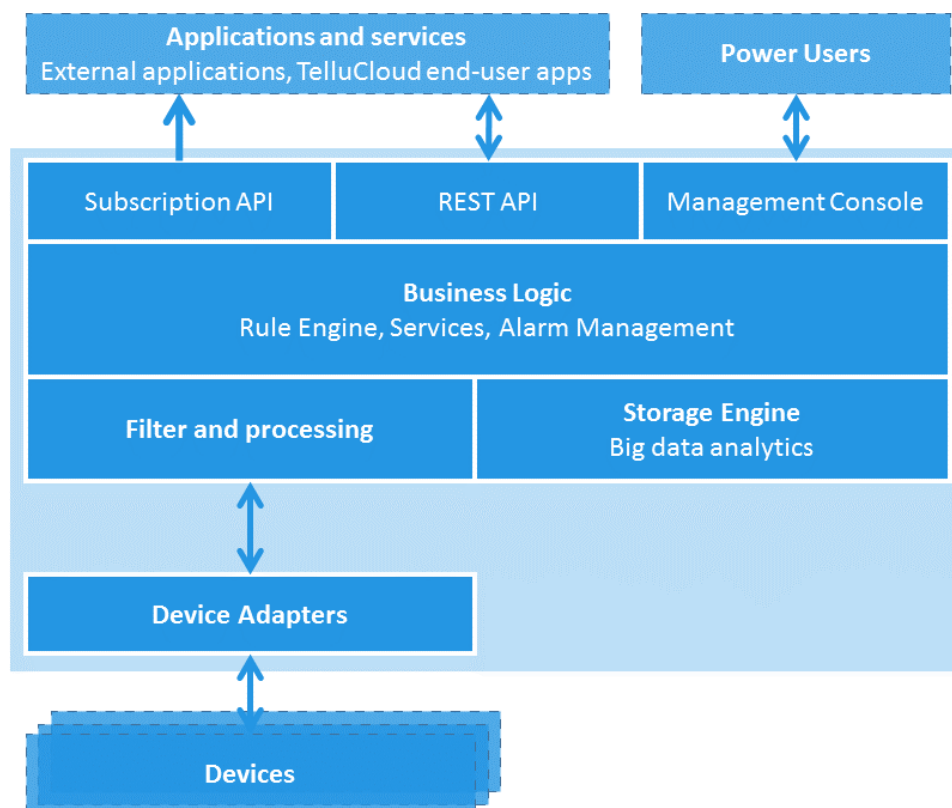 Applications and services
External applications, TelluCloud end-user apps
Power Users
Subscription API
REST API
Management Console
Business Logic
Rule Engine, Services, Alarm Management
Filter and processing
Storage Engine
Big data analytics
Device Adapters
Devices